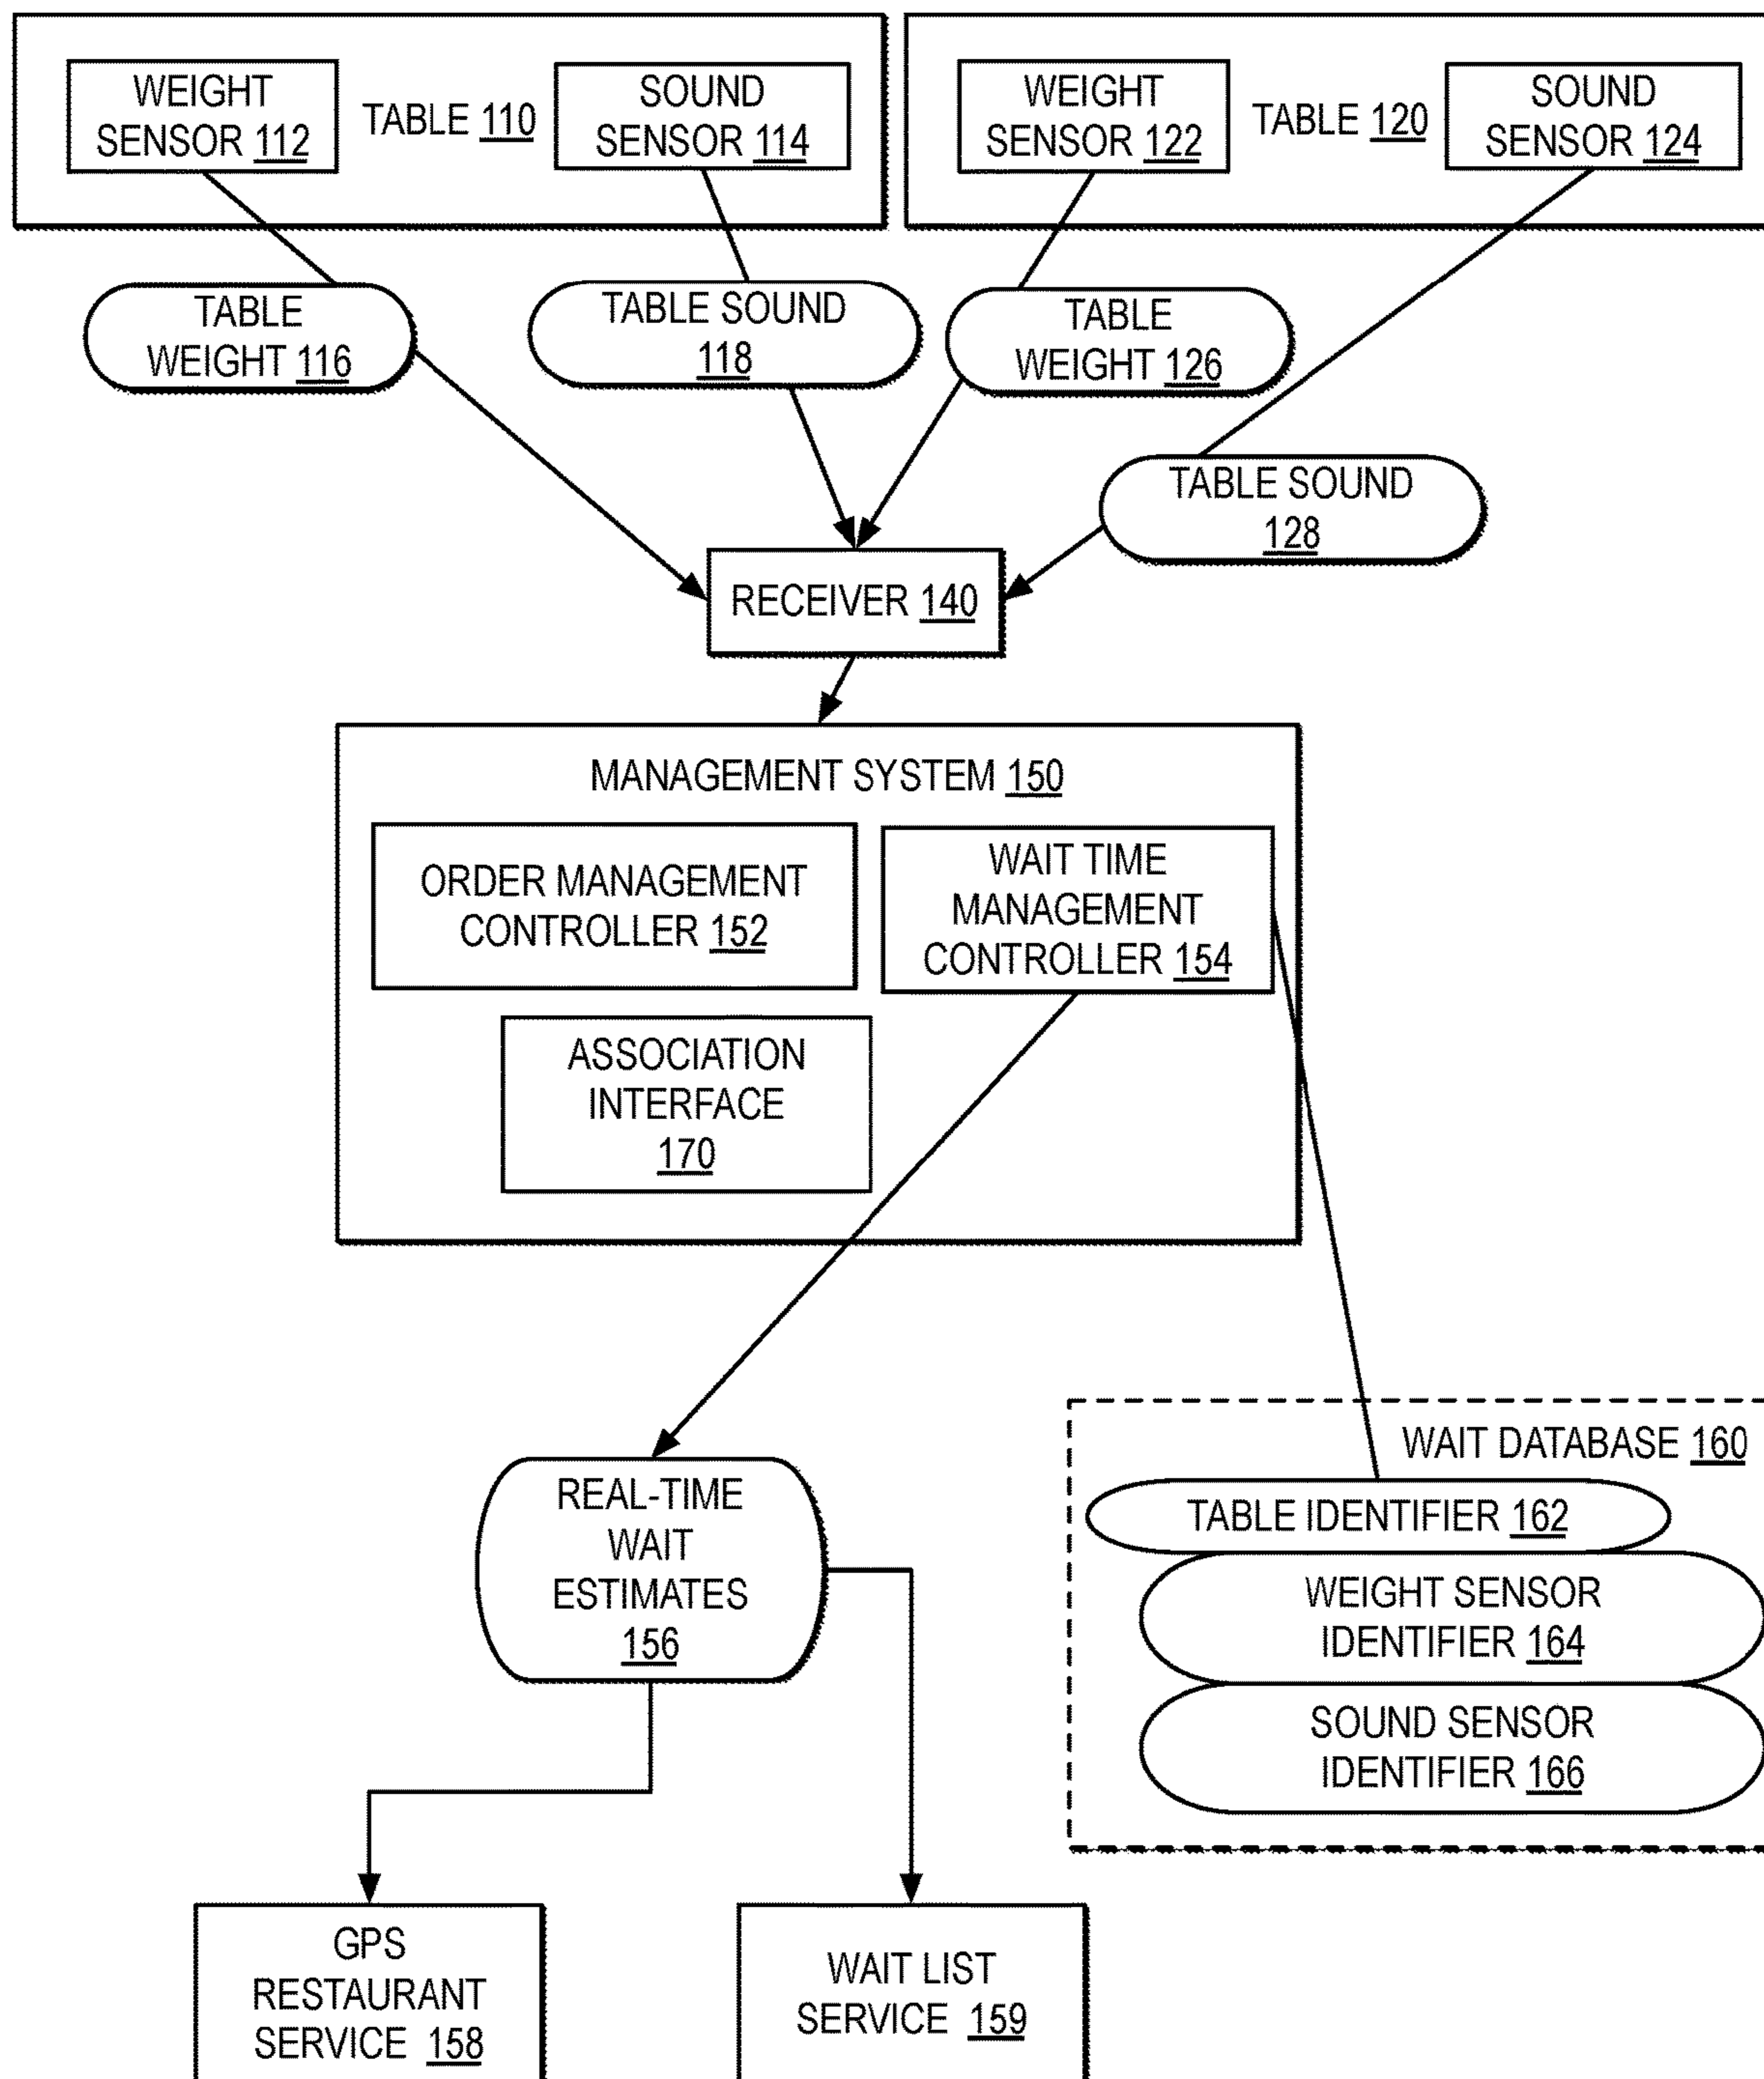 WEIGHT
SENSOR 112
TABLE 110
SOUND
SENSOR 114
WEIGHT
SENSOR 122
TABLE 120
SOUND
SENSOR 124
TABLE
WEIGHT 116
TABLE SOUND
118
TABLE
WEIGHT 126
TABLE SOUND
128
RECEIVER 140
MANAGEMENT SYSTEM 150
ORDER MANAGEMENT
CONTROLLER 152
WAIT TIME
MANAGEMENT
CONTROLLER 154
ASSOCIATION
INTERFACE
170
REAL-TIME
WAIT
ESTIMATES
156
WAIT DATABASE 160
TABLE IDENTIFIER 162
WEIGHT SENSOR
IDENTIFIER 164
SOUND SENSOR
IDENTIFIER 166
GPS
RESTAURANT
SERVICE 158
WAIT LIST
SERVICE 159